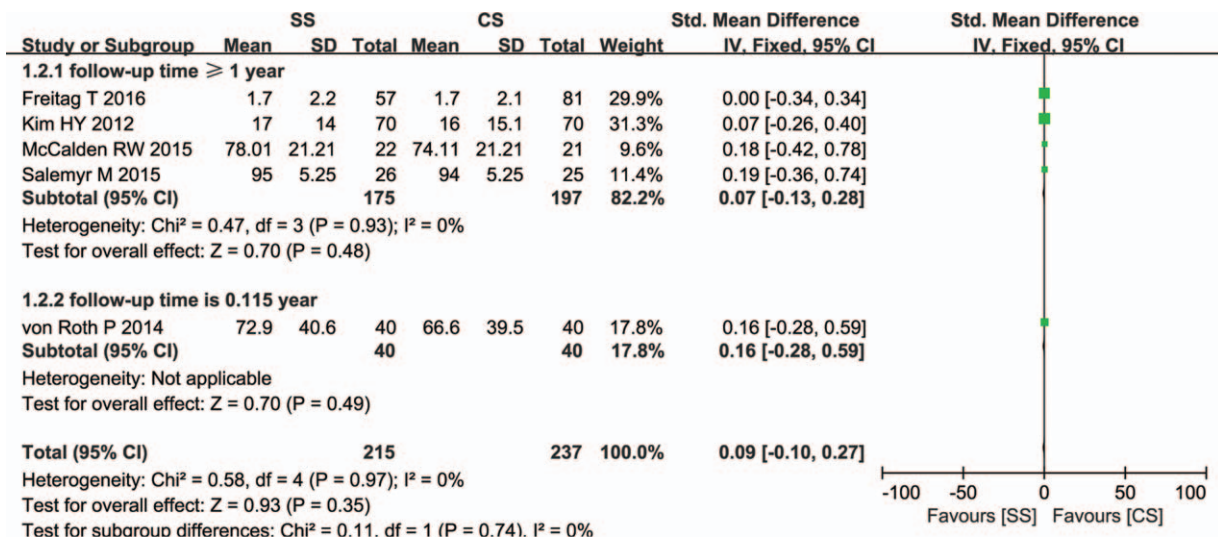 SS CS Std. Mean Difference Std. Mean Difference
Study or Subgroup Mean SD Total Mean SD Total Weight IV, Fixed, 95% CI IV, Fixed, 95% CI
1.2.1 follow-up time ⩾ 1 year
Freitag T 2016 1.7 2.2 57 1.7 2.1 81 29.9% 0.00 [-0.34, 0.34]
Kim HY 2012 17 14 70 16 15.1 70 31.3% 0.07 [-0.26, 0.40]
McCalden RW 2015 78.01 21.21 22 74.11 21.21 21 9.6% 0.18 [-0.42, 0.78]
Salemyr M 2015 95 5.25 26 94 5.25 25 11.4% 0.19 [-0.36, 0.74]
Subtotal (95% CI) 175 197 82.2% 0.07 [-0.13, 0.28]
Heterogeneity: Chi² = 0.47, df = 3 (P = 0.93); I² = 0%
Test for overall effect: Z = 0.70 (P = 0.48)
1.2.2 follow-up time is 0.115 year
von Roth P 2014 72.9 40.6 40 66.6 39.5 40 17.8% 0.16 [-0.28, 0.59]
Subtotal (95% CI) 40 40 17.8% 0.16 [-0.28, 0.59]
Heterogeneity: Not applicable
Test for overall effect: Z = 0.70 (P = 0.49)
Total (95% CI) 215 237 100.0% 0.09 [-0.10, 0.27]
Heterogeneity: Chi² = 0.58, df = 4 (P = 0.97); I² = 0%
Test for overall effect: Z = 0.93 (P = 0.35)
Test for subgroup differences: Chi² = 0.11, df = 1 (P = 0.74), I² = 0%
-100 -50 0 50 100
Favours [SS] Favours [CS]